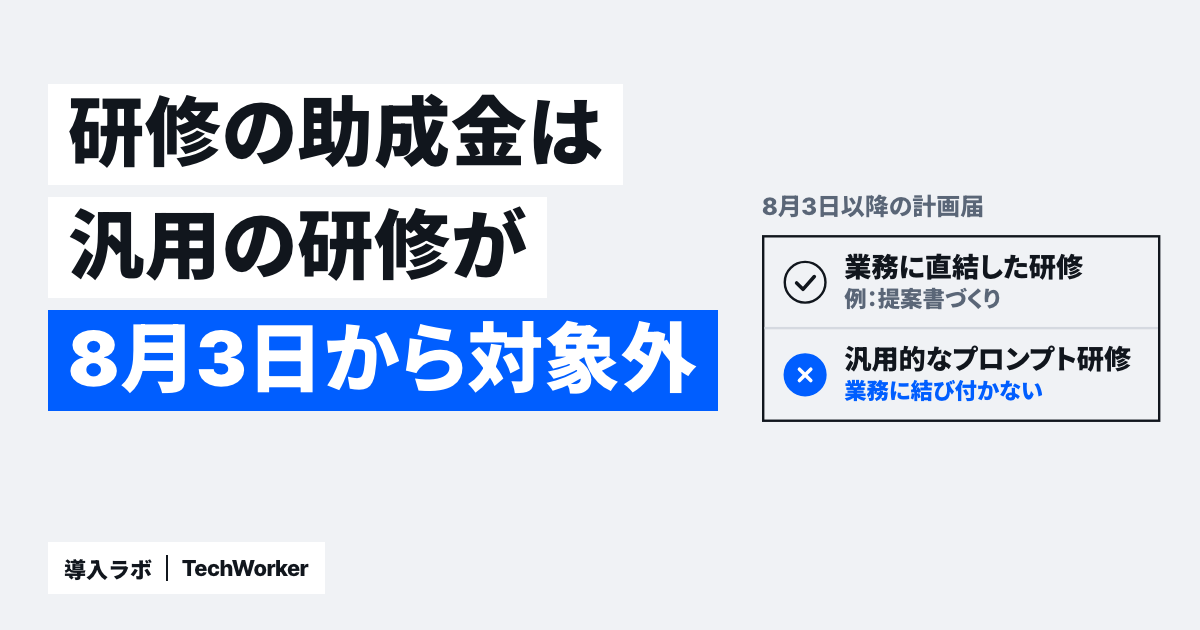 研修の助成金は
汎用の研修が
8月3日から対象外
8月3日以降の計画届
業務に直結した研修
例：提案書づくり
汎用的なプロンプト研修
業務に結び付かない
導入ラボ | TechWorker